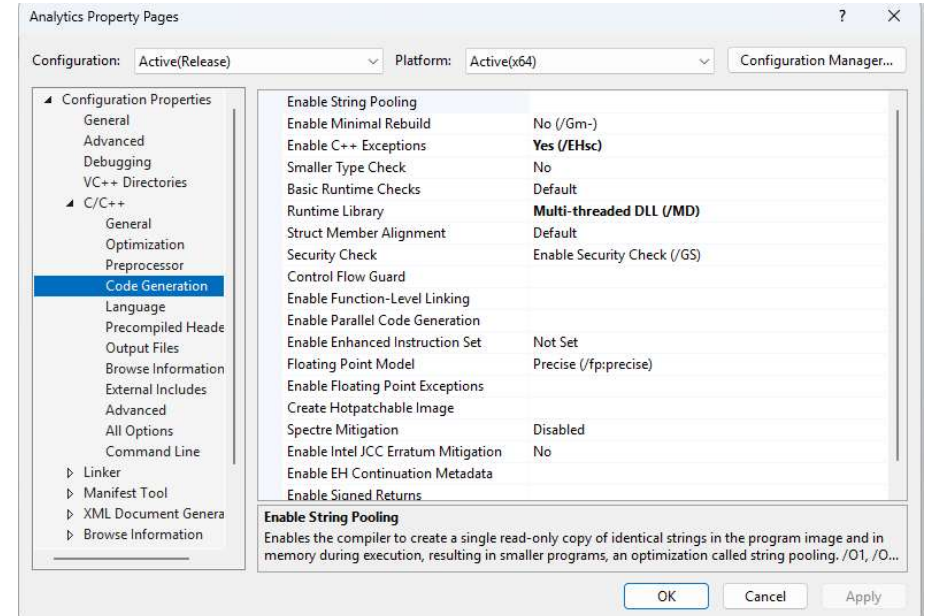 Analytics Property Pages
? ×
Configuration: Active(Release) Platform: Active(x64) Configuration Manager...
Configuration Properties
General
Advanced
Debugging
VC++ Directories
C/C++
General
Optimization
Preprocessor
Code Generation
Language
Precompiled Heade
Output Files
Browse Information
External Includes
Advanced
All Options
Command Line
Linker
Manifest Tool
XML Document Genera
Browse Information
Enable String Pooling
Enable Minimal Rebuild No (/Gm-)
Enable C++ Exceptions Yes (/EHsc)
Smaller Type Check No
Basic Runtime Checks Default
Runtime Library Multi-threaded DLL (/MD)
Struct Member Alignment Default
Security Check Enable Security Check (/GS)
Control Flow Guard
Enable Function-Level Linking
Enable Parallel Code Generation
Enable Enhanced Instruction Set Not Set
Floating Point Model Precise (/fp:precise)
Enable Floating Point Exceptions
Create Hotpatchable Image
Spectre Mitigation Disabled
Enable Intel JCC Erratum Mitigation No
Enable EH Continuation Metadata
Enable Signed Returns
Enable String Pooling
Enables the compiler to create a single read-only copy of identical strings in the program image and in
memory during execution, resulting in smaller programs, an optimization called string pooling. /O1, /O...
OK Cancel Apply